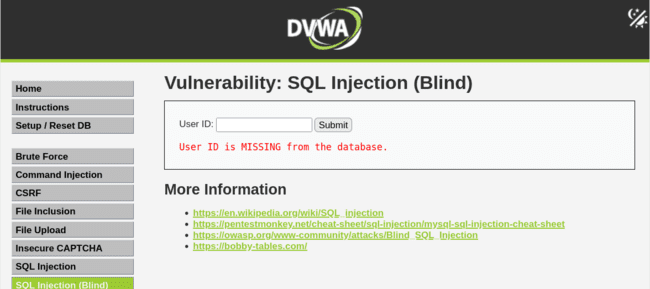 DVWA
Vulnerability: SQL Injection (Blind)
Home
Instructions
Setup / Reset DB
Brute Force
Command Injection
CSRF
File Inclusion
File Upload
Insecure CAPTCHA
SQL Injection
SQL Injection (Blind)
User ID: Submit
User ID is MISSING from the database.
More Information
https://en.wikipedia.org/wiki/SQL_injection
https://pentestmonkey.net/cheat-sheet/sql-injection/mysql-sql-injection-cheat-sheet
https://owasp.org/www-community/attacks/Blind_SQL_Injection
https://bobby-tables.com/